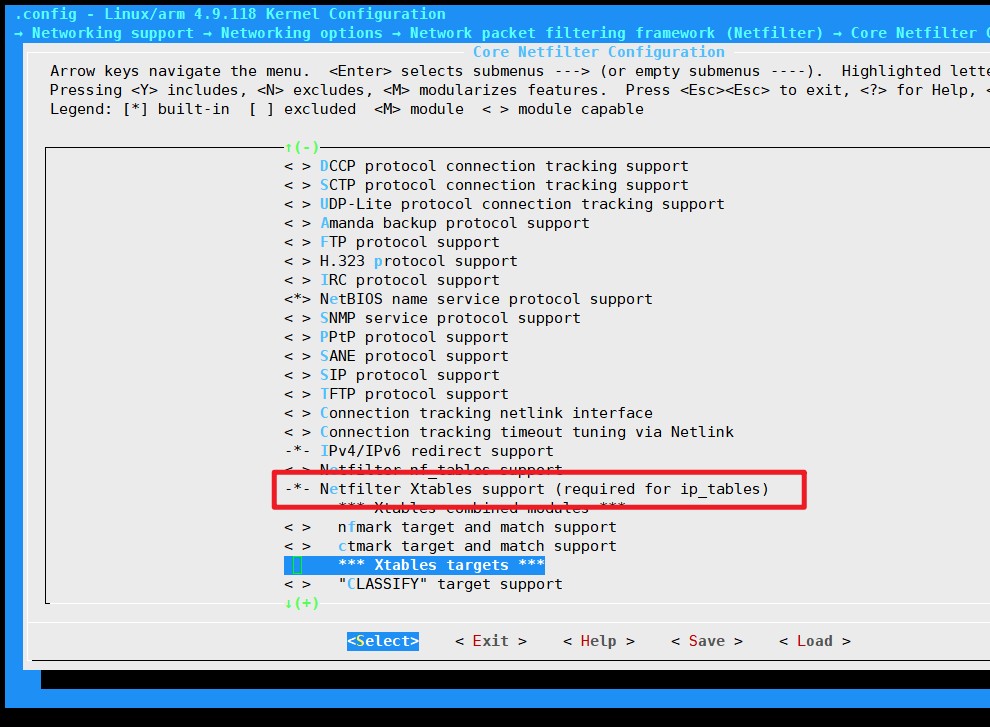 .config - Linux/arm 4.9.118 Kernel Configuration
→ Networking support → Networking options → Network packet filtering framework (Netfilter) → Core Netfilter
Core Netfilter Configuration
Arrow keys navigate the menu.  <Enter> selects submenus ---> (or empty submenus ----).  Highlighted lette
Pressing <Y> includes, <N> excludes, <M> modularizes features.  Press <Esc><Esc> to exit, <?> for Help, <
Legend: [*] built-in  [ ] excluded  <M> module  < > module capable
↑(-)
< > DCCP protocol connection tracking support
< > SCTP protocol connection tracking support
< > UDP-Lite protocol connection tracking support
< > Amanda backup protocol support
< > FTP protocol support
< > H.323 protocol support
< > IRC protocol support
<*> NetBIOS name service protocol support
< > SNMP service protocol support
< > PPtP protocol support
< > SANE protocol support
< > SIP protocol support
< > TFTP protocol support
< > Connection tracking netlink interface
< > Connection tracking timeout tuning via Netlink
-*- IPv4/IPv6 redirect support
< > Netfilter nf_tables support
-*- Netfilter Xtables support (required for ip_tables)
*** Xtables combined modules ***
< >   nfmark target and match support
< >   ctmark target and match support
*** Xtables targets ***
< >   "CLASSIFY" target support
↓(+)
<Select>    < Exit >    < Help >    < Save >    < Load >